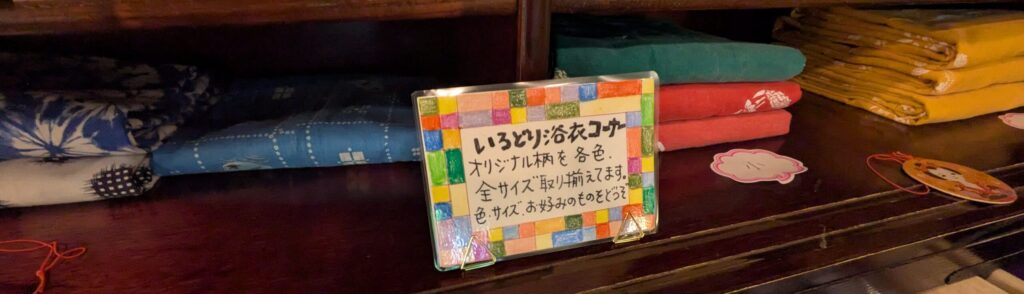 いろどり浴衣コーナー
オリジナル柄を各色.
全サイズ取り揃えてます。
色・サイズ.お好みのものをどうぞ
小